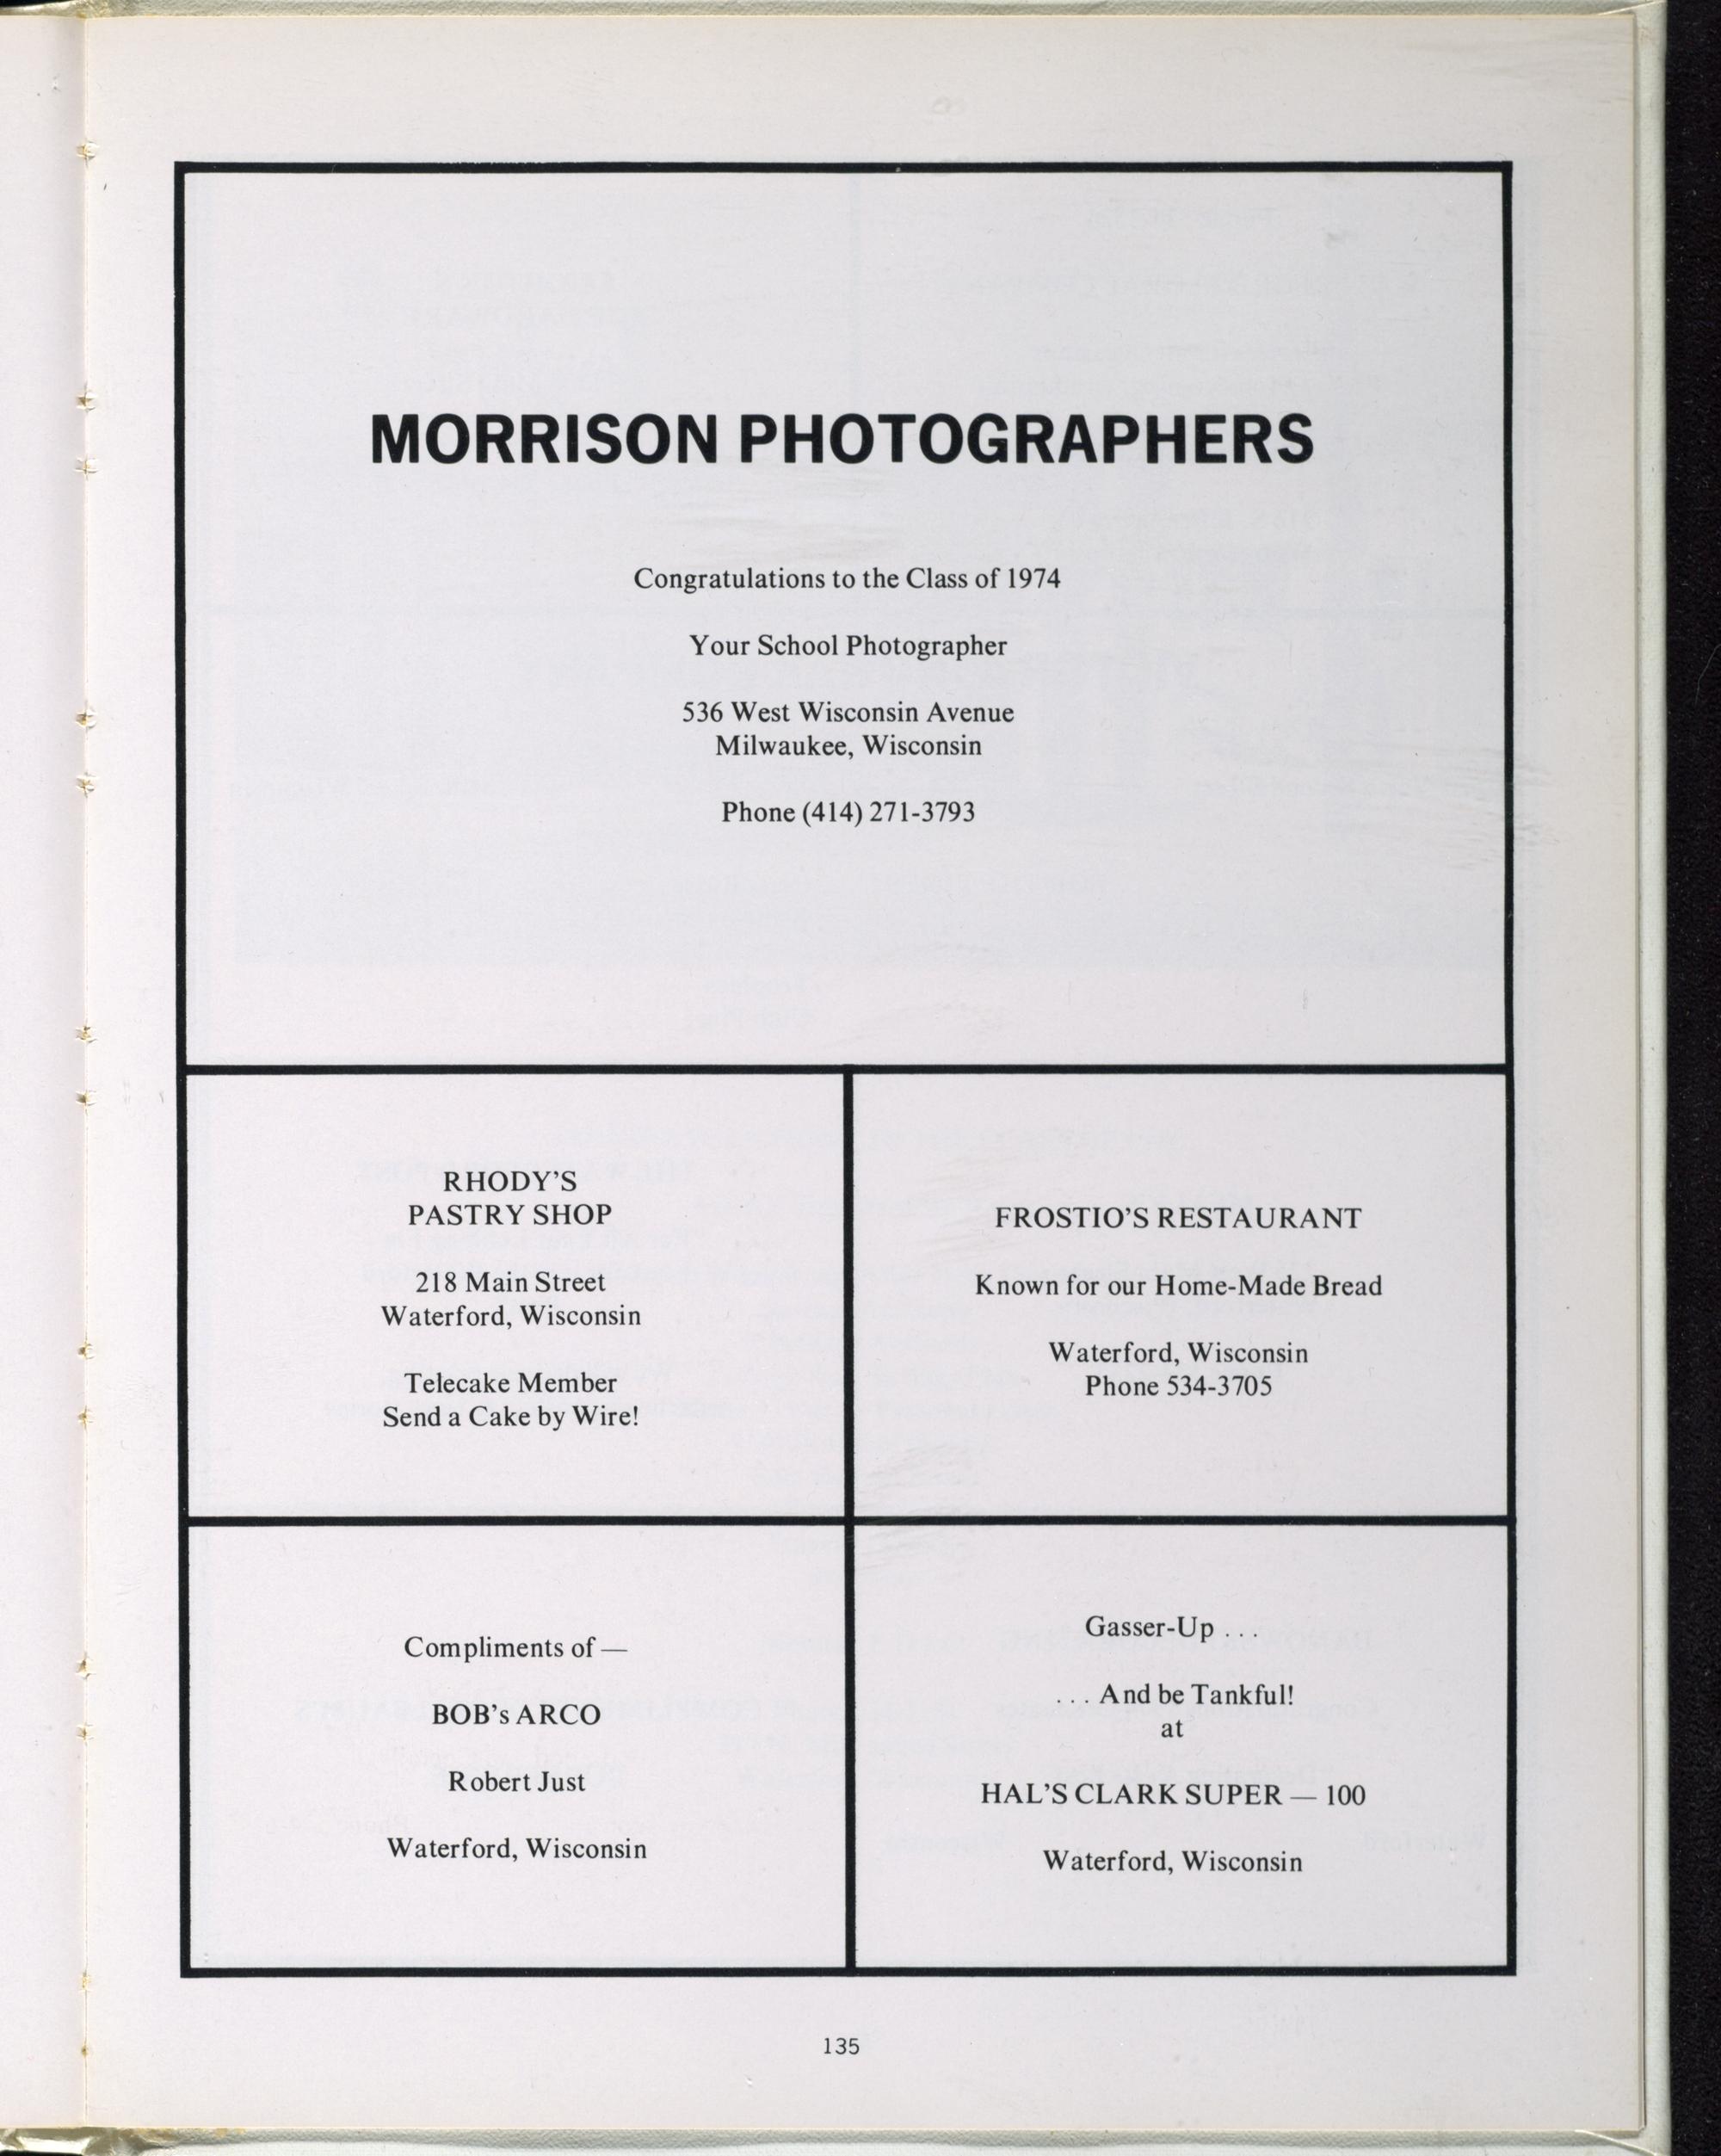 MORRISON PHOTOGRAPHERS
Congratulations to the Class of 1974
Your School Photographer
536 West Wisconsin Avenue
Milwaukee, Wisconsin
Phone (414) 271-3793
RHODY'S
PASTRY SHOP
218 Main Street
Waterford, Wisconsin
Telecake Member
Send a Cake by Wire!
FROSTIO'S RESTAURANT
Known for our Home-Made Bread
Waterford, Wisconsin
Phone 534-3705
Compliments of —
BOB's ARCO
Robert Just
Waterford, Wisconsin
Gasser-Up . . .
. . . And be Tankful!
at
HAL'S CLARK SUPER — 100
Waterford, Wisconsin
135